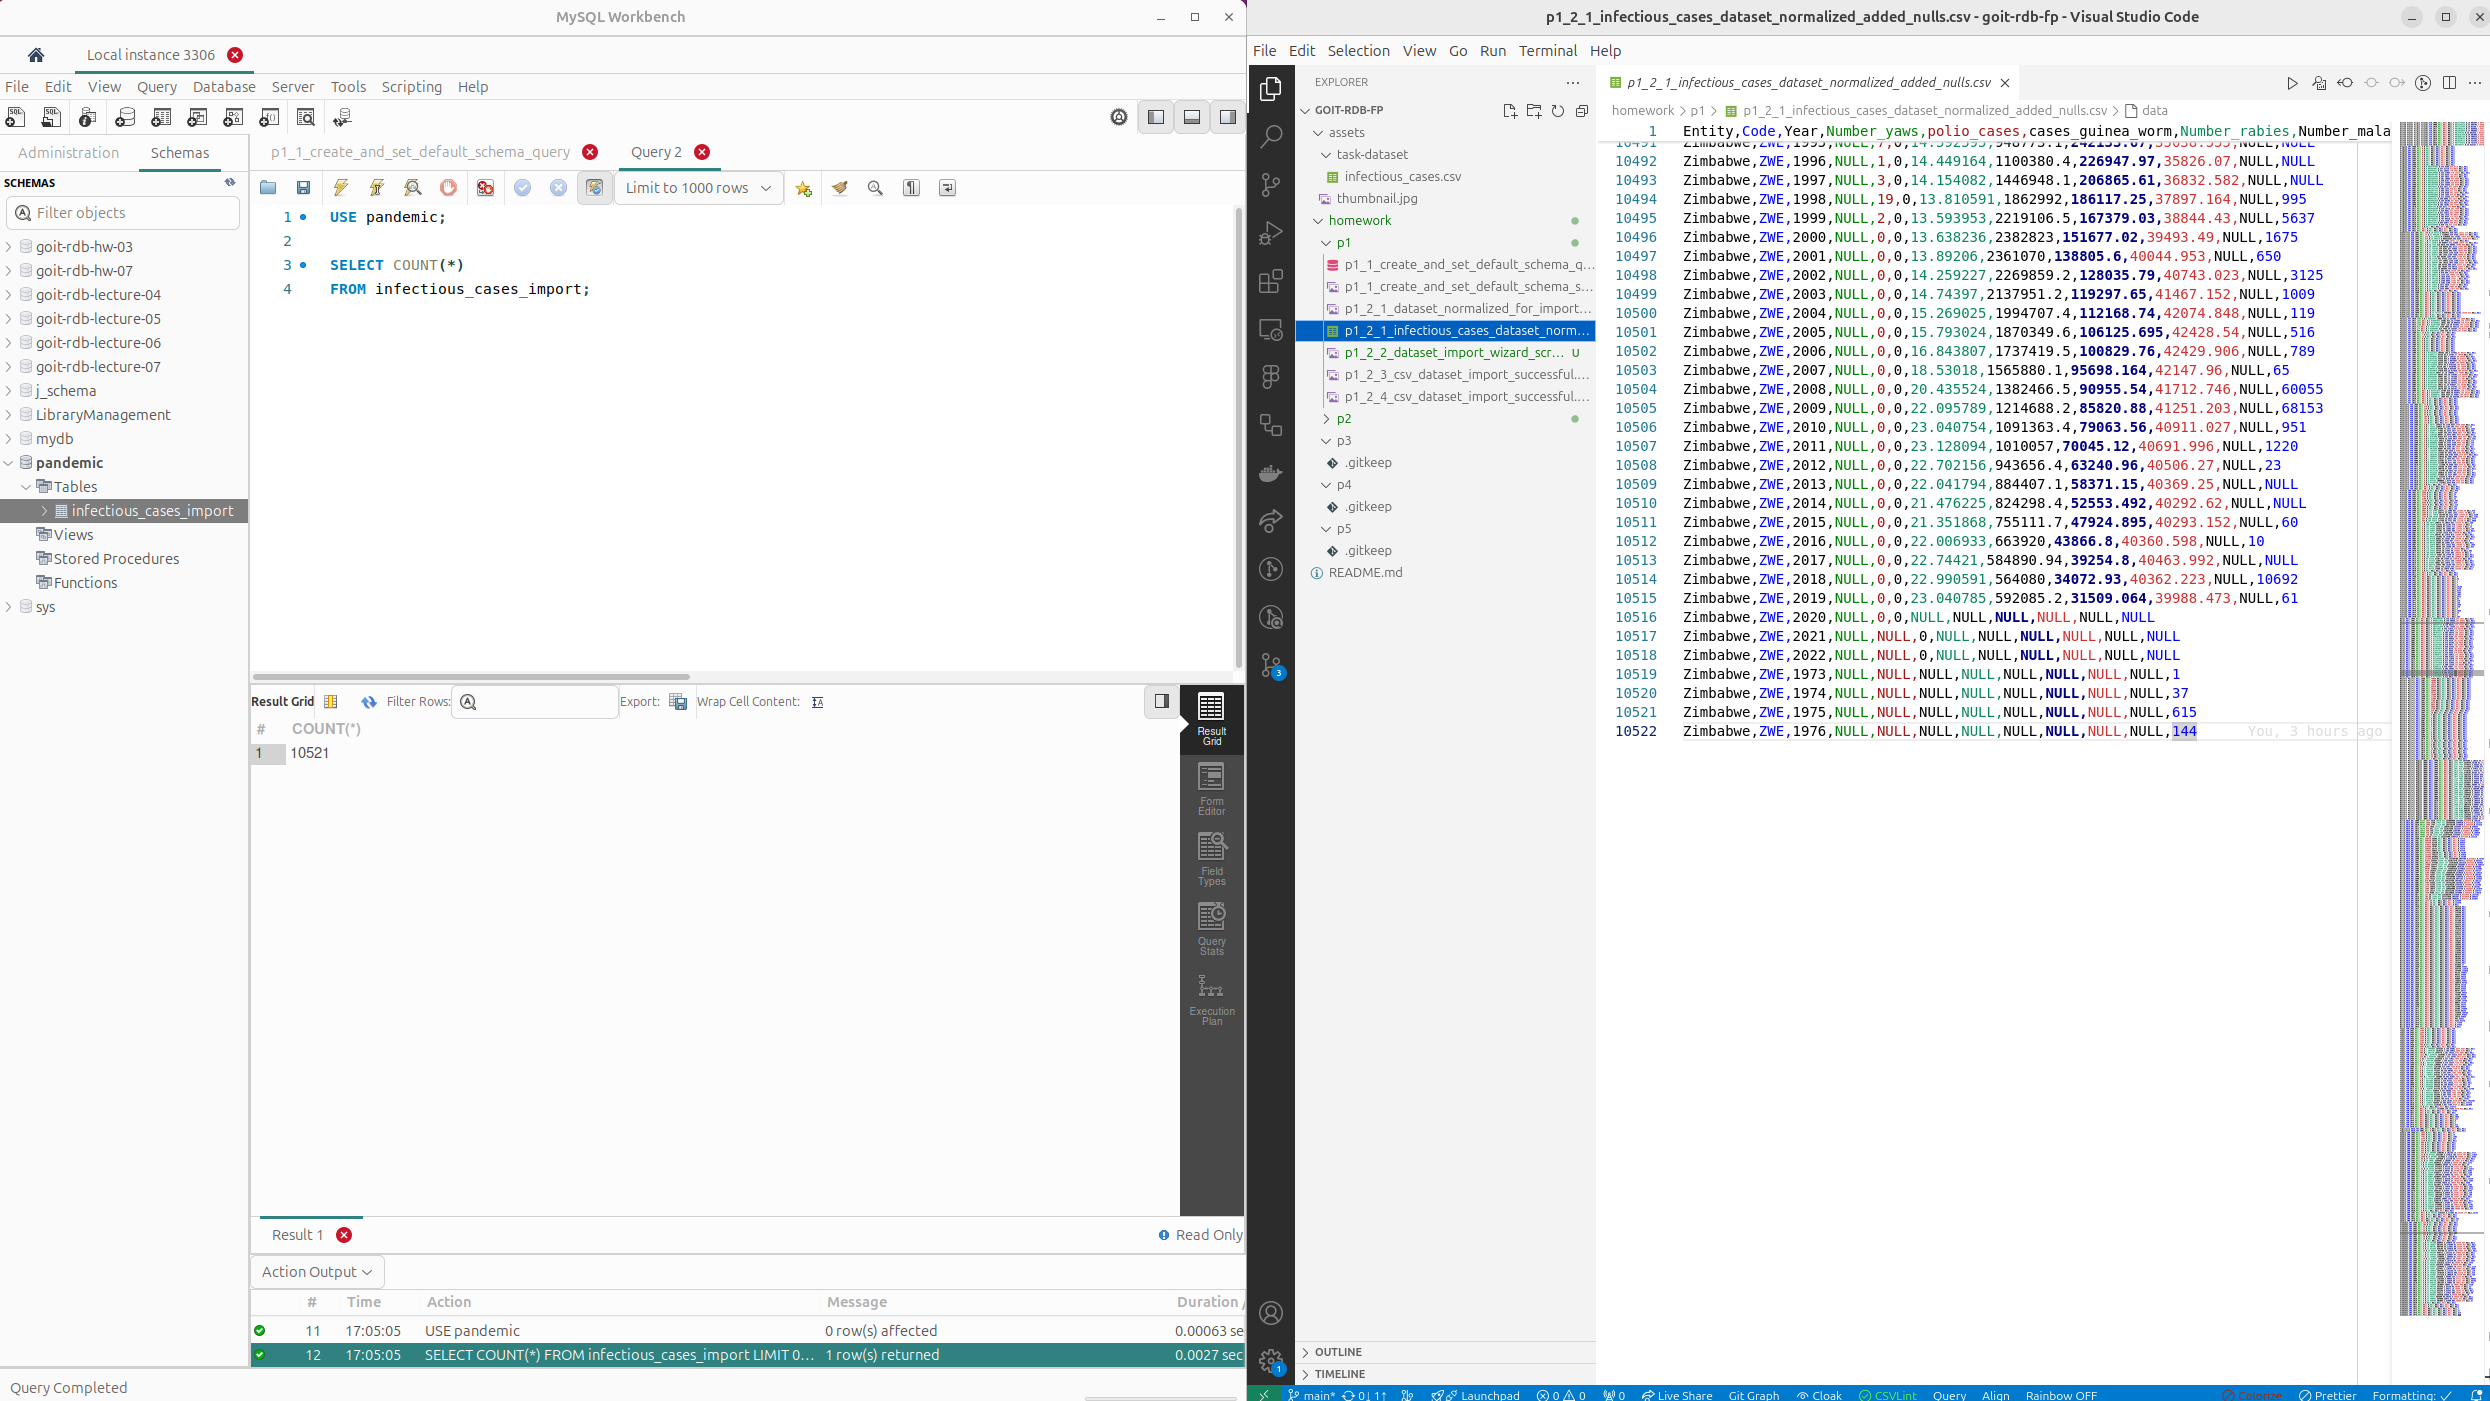 MySQL Workbench
Local instance 3306
File Edit View Query Database Server Tools Scripting Help
Administration Schemas
SCHEMAS
Filter objects
goit-rdb-hw-03
goit-rdb-hw-07
goit-rdb-lecture-04
goit-rdb-lecture-05
goit-rdb-lecture-06
goit-rdb-lecture-07
j_schema
LibraryManagement
mydb
pandemic
Tables
infectious_cases_import
Views
Stored Procedures
Functions
sys
p1_1_create_and_set_default_schema_query Query 2
Limit to 1000 rows
1 USE pandemic;
2
3 SELECT COUNT(*)
4 FROM infectious_cases_import;
Result Grid Filter Rows: Export: Wrap Cell Content:
# COUNT(*)
1 10521
Result Grid
Form Editor
Field Types
Query Stats
Execution Plan
Result 1 Read Only
Action Output
# Time Action Message Duration /
11 17:05:05 USE pandemic 0 row(s) affected 0.00063 se
12 17:05:05 SELECT COUNT(*) FROM infectious_cases_import LIMIT 0... 1 row(s) returned 0.0027 sec
Query Completed
p1_2_1_infectious_cases_dataset_normalized_added_nulls.csv - goit-rdb-fp - Visual Studio Code
File Edit Selection View Go Run Terminal Help
EXPLORER
GOIT-RDB-FP
assets
task-dataset
infectious_cases.csv
thumbnail.jpg
homework
p1
p1_1_create_and_set_default_schema_q...
p1_1_create_and_set_default_schema_s...
p1_2_1_dataset_normalized_for_import...
p1_2_1_infectious_cases_dataset_norm...
p1_2_2_dataset_import_wizard_scr... U
p1_2_3_csv_dataset_import_successful....
p1_2_4_csv_dataset_import_successful....
p2
p3
.gitkeep
p4
.gitkeep
p5
.gitkeep
README.md
OUTLINE
TIMELINE
3
1
p1_2_1_infectious_cases_dataset_normalized_added_nulls.csv
homework > p1 > p1_2_1_infectious_cases_dataset_normalized_added_nulls.csv > data
1 Entity,Code,Year,Number_yaws,polio_cases,cases_guinea_worm,Number_rabies,Number_mala
10491 Zimbabwe,ZWE,1995,NULL,7,0,14.592595,948775.1,242155.67,35038.555,NULL,NULL
10492 Zimbabwe,ZWE,1996,NULL,1,0,14.449164,1100380.4,226947.97,35826.07,NULL,NULL
10493 Zimbabwe,ZWE,1997,NULL,3,0,14.154082,1446948.1,206865.61,36832.582,NULL,NULL
10494 Zimbabwe,ZWE,1998,NULL,19,0,13.810591,1862992,186117.25,37897.164,NULL,995
10495 Zimbabwe,ZWE,1999,NULL,2,0,13.593953,2219106.5,167379.03,38844.43,NULL,5637
10496 Zimbabwe,ZWE,2000,NULL,0,0,13.638236,2382823,151677.02,39493.49,NULL,1675
10497 Zimbabwe,ZWE,2001,NULL,0,0,13.89206,2361070,138805.6,40044.953,NULL,650
10498 Zimbabwe,ZWE,2002,NULL,0,0,14.259227,2269859.2,128035.79,40743.023,NULL,3125
10499 Zimbabwe,ZWE,2003,NULL,0,0,14.74397,2137951.2,119297.65,41467.152,NULL,1009
10500 Zimbabwe,ZWE,2004,NULL,0,0,15.269025,1994707.4,112168.74,42074.848,NULL,119
10501 Zimbabwe,ZWE,2005,NULL,0,0,15.793024,1870349.6,106125.695,42428.54,NULL,516
10502 Zimbabwe,ZWE,2006,NULL,0,0,16.843807,1737419.5,100829.76,42429.906,NULL,789
10503 Zimbabwe,ZWE,2007,NULL,0,0,18.53018,1565880.1,95698.164,42147.96,NULL,65
10504 Zimbabwe,ZWE,2008,NULL,0,0,20.435524,1382466.5,90955.54,41712.746,NULL,60055
10505 Zimbabwe,ZWE,2009,NULL,0,0,22.095789,1214688.2,85820.88,41251.203,NULL,68153
10506 Zimbabwe,ZWE,2010,NULL,0,0,23.040754,1091363.4,79063.56,40911.027,NULL,951
10507 Zimbabwe,ZWE,2011,NULL,0,0,23.128094,1010057,70045.12,40691.996,NULL,1220
10508 Zimbabwe,ZWE,2012,NULL,0,0,22.702156,943656.4,63240.96,40506.27,NULL,23
10509 Zimbabwe,ZWE,2013,NULL,0,0,22.041794,884407.1,58371.15,40369.25,NULL,NULL
10510 Zimbabwe,ZWE,2014,NULL,0,0,21.476225,824298.4,52553.492,40292.62,NULL,NULL
10511 Zimbabwe,ZWE,2015,NULL,0,0,21.351868,755111.7,47924.895,40293.152,NULL,60
10512 Zimbabwe,ZWE,2016,NULL,0,0,22.006933,663920,43866.8,40360.598,NULL,10
10513 Zimbabwe,ZWE,2017,NULL,0,0,22.74421,584890.94,39254.8,40463.992,NULL,NULL
10514 Zimbabwe,ZWE,2018,NULL,0,0,22.990591,564080,34072.93,40362.223,NULL,10692
10515 Zimbabwe,ZWE,2019,NULL,0,0,23.040785,592085.2,31509.064,39988.473,NULL,61
10516 Zimbabwe,ZWE,2020,NULL,0,0,NULL,NULL,NULL,NULL,NULL,NULL
10517 Zimbabwe,ZWE,2021,NULL,NULL,0,NULL,NULL,NULL,NULL,NULL,NULL
10518 Zimbabwe,ZWE,2022,NULL,NULL,0,NULL,NULL,NULL,NULL,NULL,NULL
10519 Zimbabwe,ZWE,1973,NULL,NULL,NULL,NULL,NULL,NULL,NULL,NULL,1
10520 Zimbabwe,ZWE,1974,NULL,NULL,NULL,NULL,NULL,NULL,NULL,NULL,37
10521 Zimbabwe,ZWE,1975,NULL,NULL,NULL,NULL,NULL,NULL,NULL,NULL,615
10522 Zimbabwe,ZWE,1976,NULL,NULL,NULL,NULL,NULL,NULL,NULL,NULL,144 You, 3 hours ago
main* 0↓ 1↑ Launchpad 0 0 0 Live Share Git Graph Cloak CSVLint Query Align Rainbow OFF Colorize Prettier Formatting: ✓